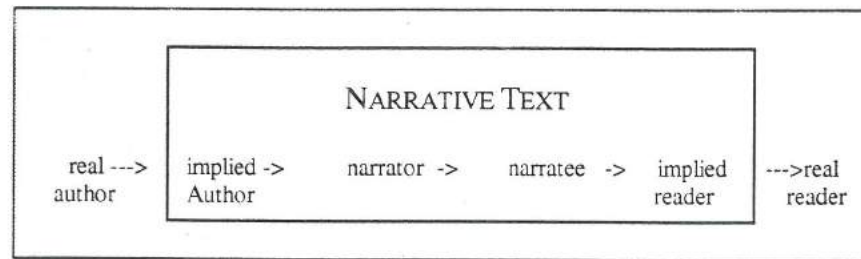 NARRATIVE TEXT
real ---> implied -> narrator -> narratee -> implied --->real
author Author reader reader